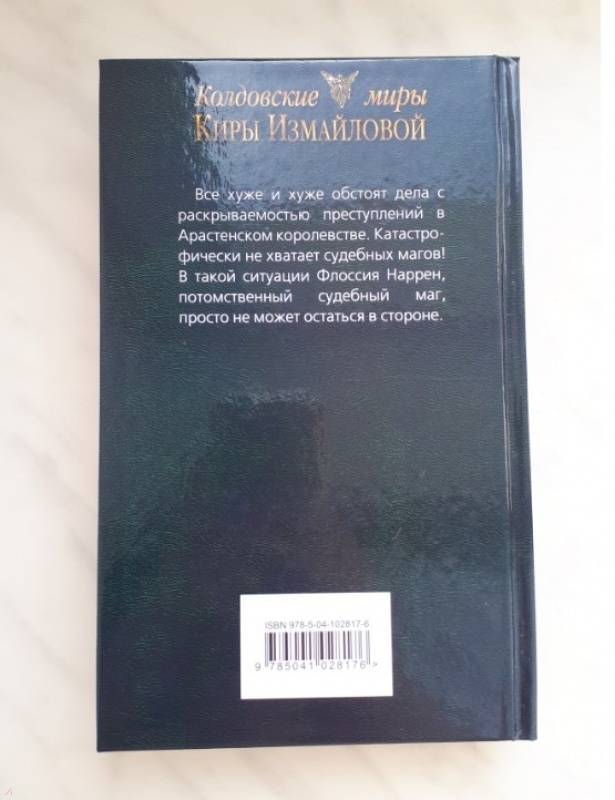 Колдовские миры
Киры Измайловой
Все хуже и хуже обстоят дела с
раскрываемостью преступлений в
Арастенском королевстве. Катастро-
фически не хватает судебных магов!
В такой ситуации Флоссия Наррен,
потомственный судебный маг,
просто не может остаться в стороне.
ISBN 978-5-04-102817-6
9 785041 028176 >